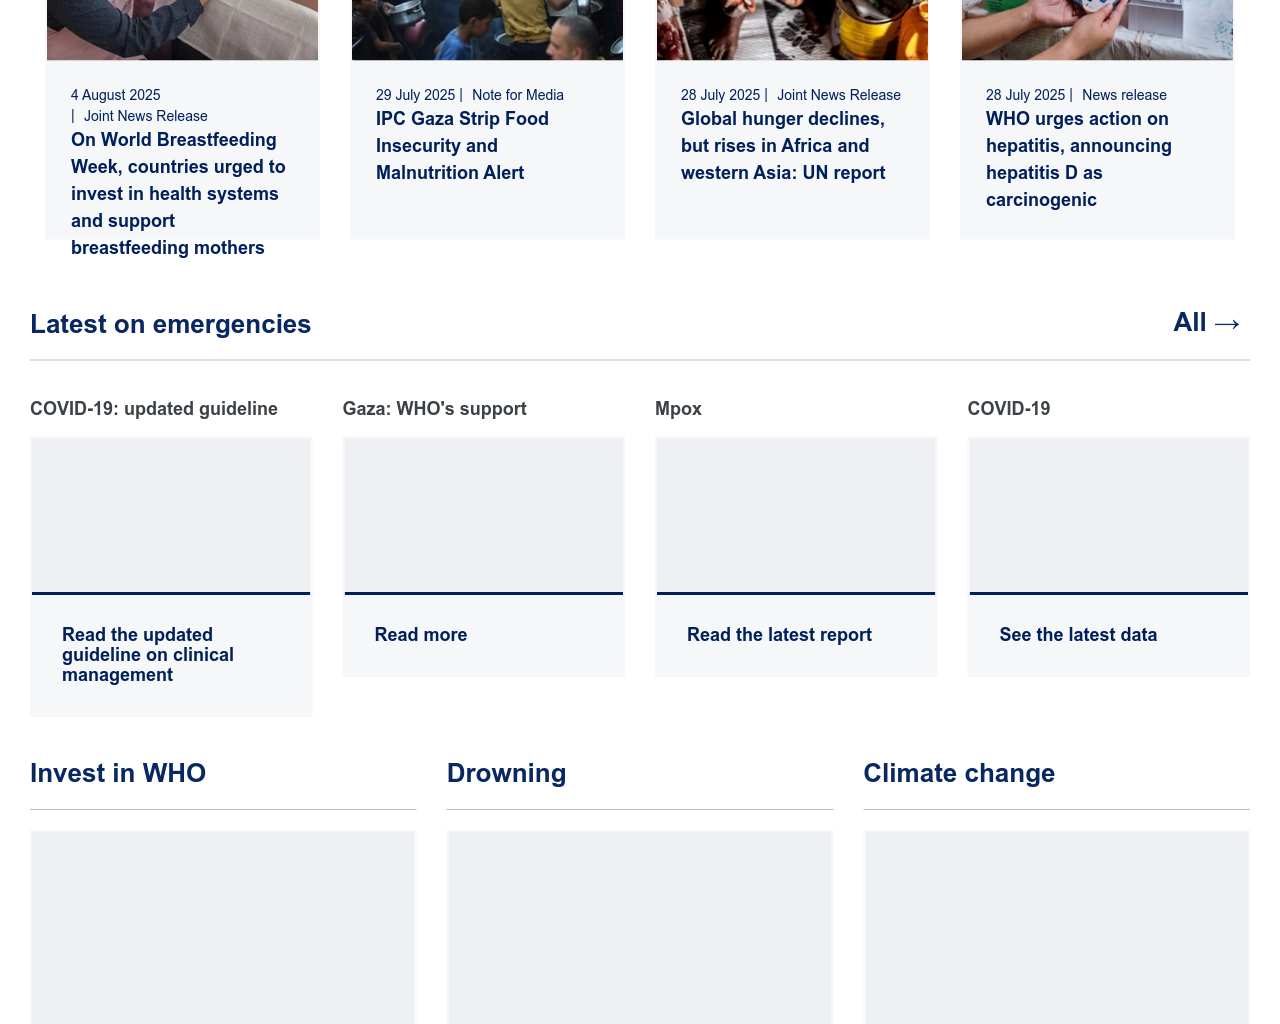 4 August 2025
| Joint News Release
On World Breastfeeding
Week, countries urged to
invest in health systems
and support
breastfeeding mothers
29 July 2025 | Note for Media
IPC Gaza Strip Food
Insecurity and
Malnutrition Alert
28 July 2025 | Joint News Release
Global hunger declines,
but rises in Africa and
western Asia: UN report
28 July 2025 | News release
WHO urges action on
hepatitis, announcing
hepatitis D as
carcinogenic
Latest on emergencies
All →
COVID-19: updated guideline
Read the updated
guideline on clinical
management
Gaza: WHO's support
Read more
Mpox
Read the latest report
COVID-19
See the latest data
Invest in WHO
Drowning
Climate change